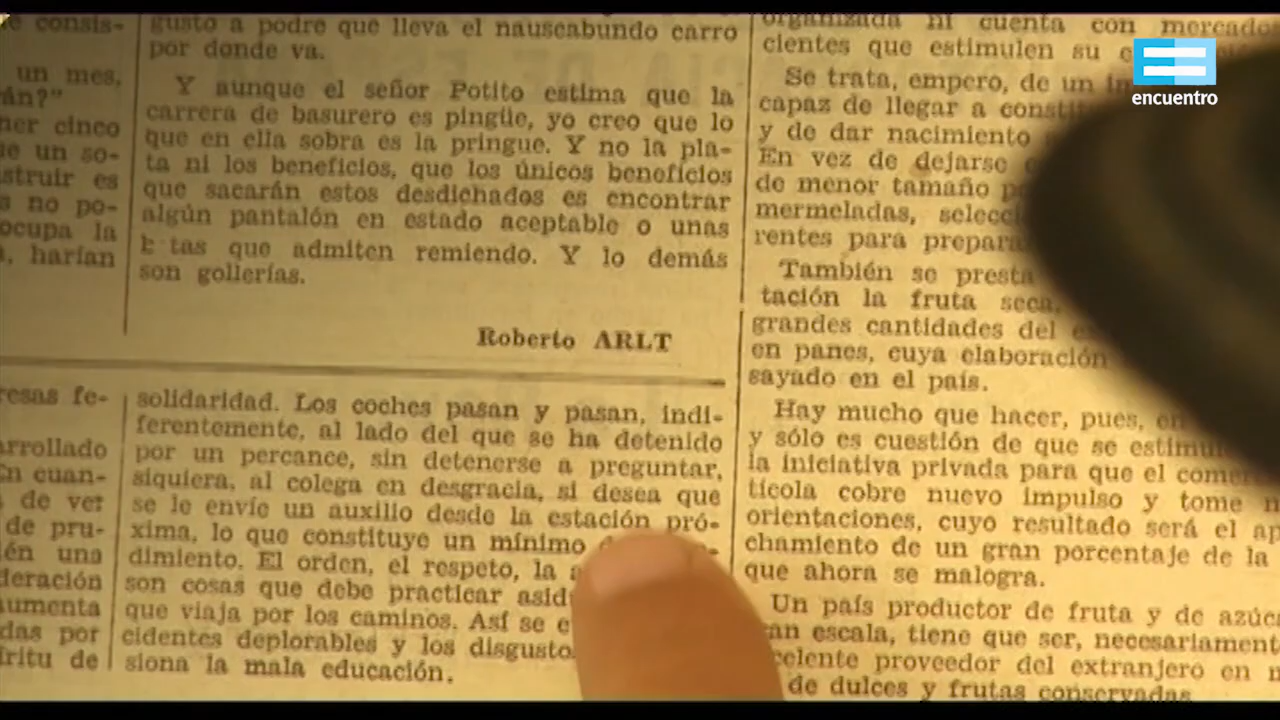 e consis-
un mes,
rán?"
ner cinco
se un so-
struir es
s no po-
ocupa la
, harían
gusto a podre que lleva el nauseabundo carro
por donde va.
Y aunque el señor Potito estima que la
carrera de basurero es pingüe, yo creo que lo
que en ella sobra es la pringue. Y no la pla-
ta ni los beneficios, que los únicos beneficios
que sacarán estos desdichados es encontrar
algún pantalón en estado aceptable o unas
tas que admiten remiendo. Y lo demás
son gollerías.
Roberto ARLT
resas fe-
arrollado
En cuan-
de ver
de pru-
én una
deración
aumenta
das por
íritu de
solidaridad. Los coches pasan y pasan, indi-
ferentemente, al lado del que se ha detenido
por un percance, sin detenerse a preguntar,
siquiera, al colega en desgracia, si desea que
se le envíe un auxilio desde la estación pró-
xima, lo que constituye un mínimo
dimiento. El orden, el respeto, la
son cosas que debe practicar asid
que viaja por los caminos. Así se
cidentes deplorables y los disgusto
siona la mala educación.
organizada ni cuenta con mercados
cientes que estimulen su
Se trata, empero, de un
capaz de llegar a constit
y de dar nacimiento
En vez de dejarse
de menor tamaño
mermeladas, selecci
rentes para prepara
También se presta
tación la fruta seca,
grandes cantidades del
en panes, cuya elaboración
sayado en el país.
Hay mucho que hacer, pues, en
y sólo es cuestión de que se estimu
la iniciativa privada para que el come
tícola cobre nuevo impulso y tome n
orientaciones, cuyo resultado será el ap
chamiento de un gran porcentaje de la
que ahora se malogra.
Un país productor de fruta y de azúc
an escala, tiene que ser, necesariament
celente proveedor del extranjero en m
de dulces y frutas conservadas
encuentro